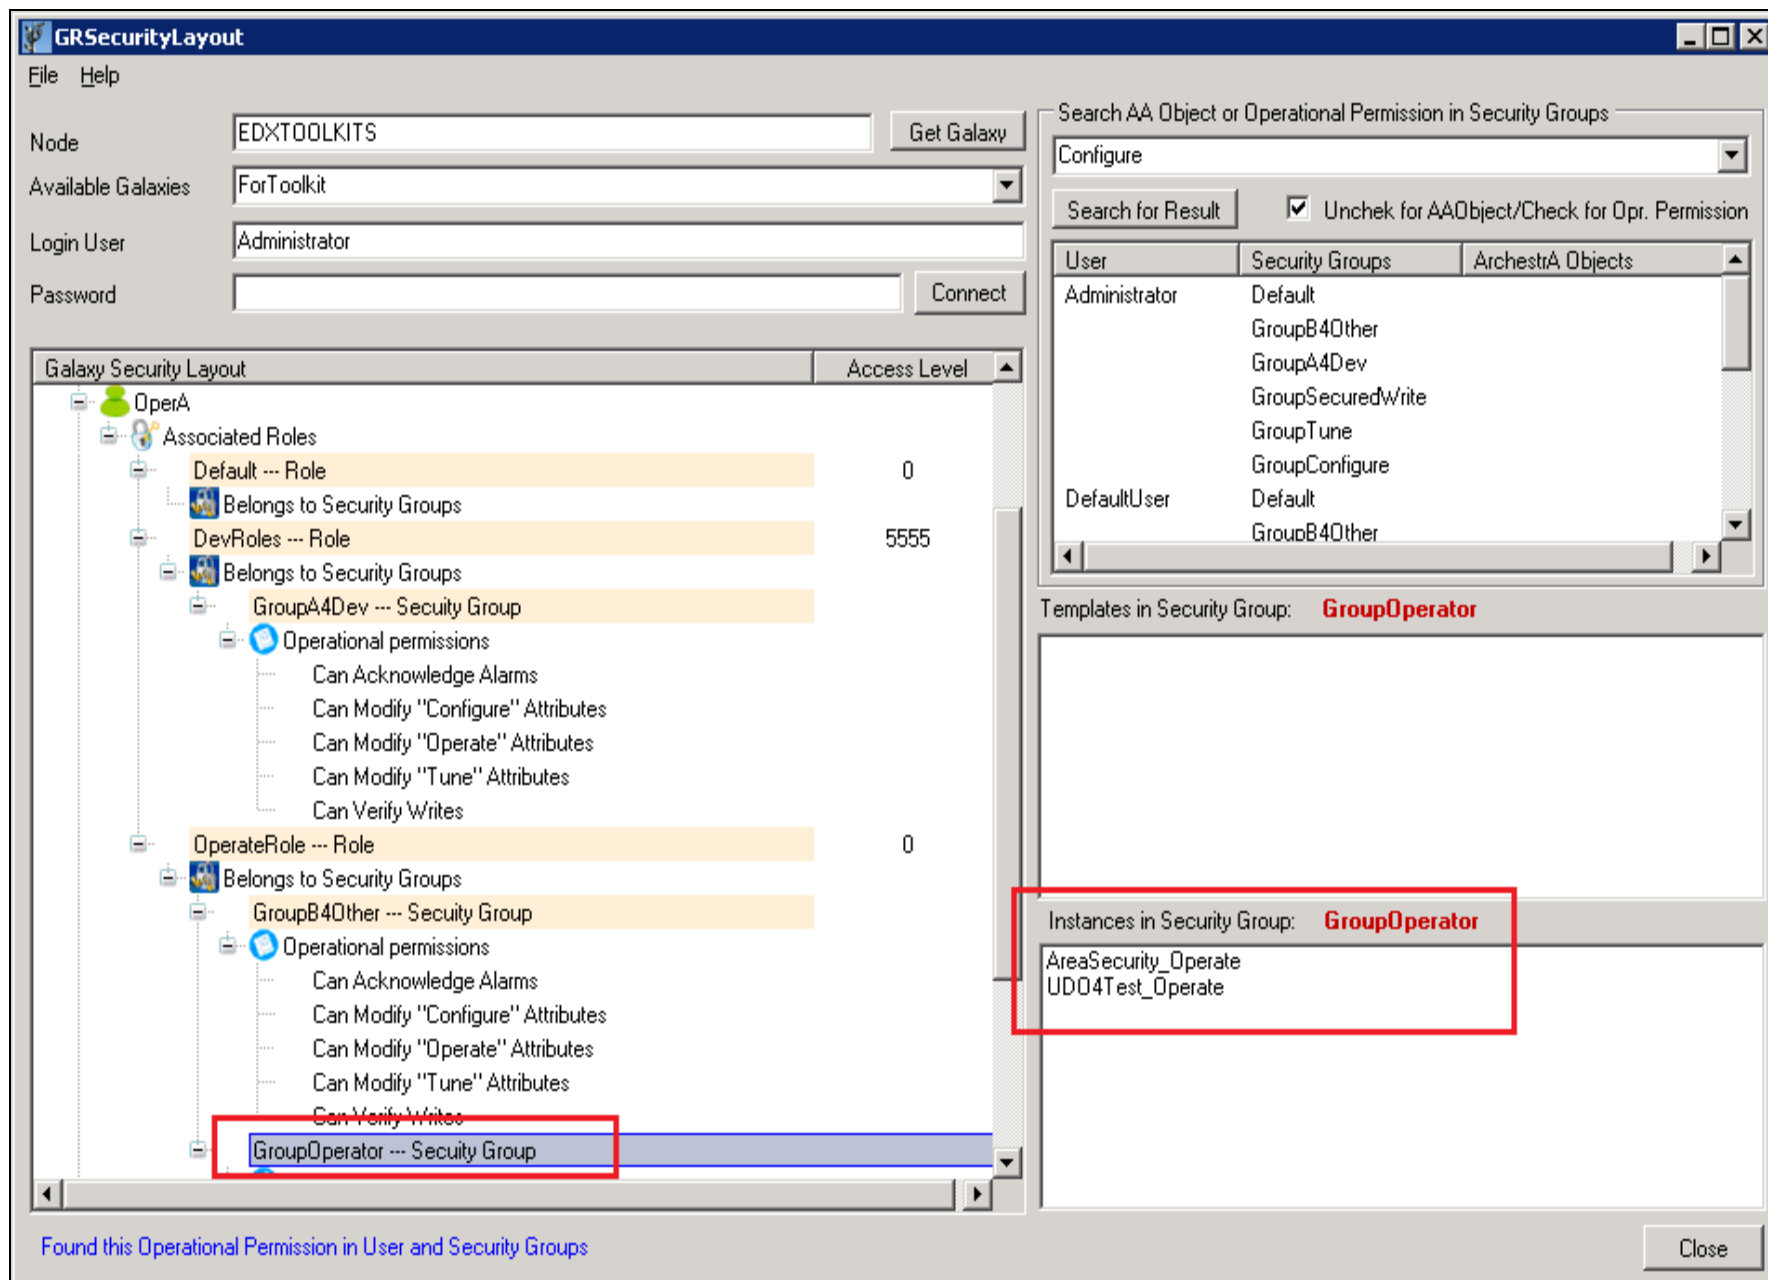 GRSecurityLayout
File Help
Node
EDXTOOLKITS
Get Galaxy
Available Galaxies
ForToolkit
Login User
Administrator
Password
Connect
Galaxy Security Layout Access Level
OperA
Associated Roles
Default --- Role 0
Belongs to Security Groups
DevRoles --- Role 5555
Belongs to Security Groups
GroupA4Dev --- Secuity Group
Operational permissions
Can Acknowledge Alarms
Can Modify "Configure" Attributes
Can Modify "Operate" Attributes
Can Modify "Tune" Attributes
Can Verify Writes
OperateRole --- Role 0
Belongs to Security Groups
GroupB4Other --- Secuity Group
Operational permissions
Can Acknowledge Alarms
Can Modify "Configure" Attributes
Can Modify "Operate" Attributes
Can Modify "Tune" Attributes
Can Verify Writes
GroupOperator --- Secuity Group
Found this Operational Permission in User and Security Groups
Search AA Object or Operational Permission in Security Groups
Configure
Search for Result
Unchek for AAObject/Check for Opr. Permission
User Security Groups ArchestrA Objects
Administrator Default
GroupB4Other
GroupA4Dev
GroupSecuredWrite
GroupTune
GroupConfigure
DefaultUser Default
GroupB4Other
Templates in Security Group: GroupOperator
Instances in Security Group: GroupOperator
AreaSecurity_Operate
UDO4Test_Operate
Close